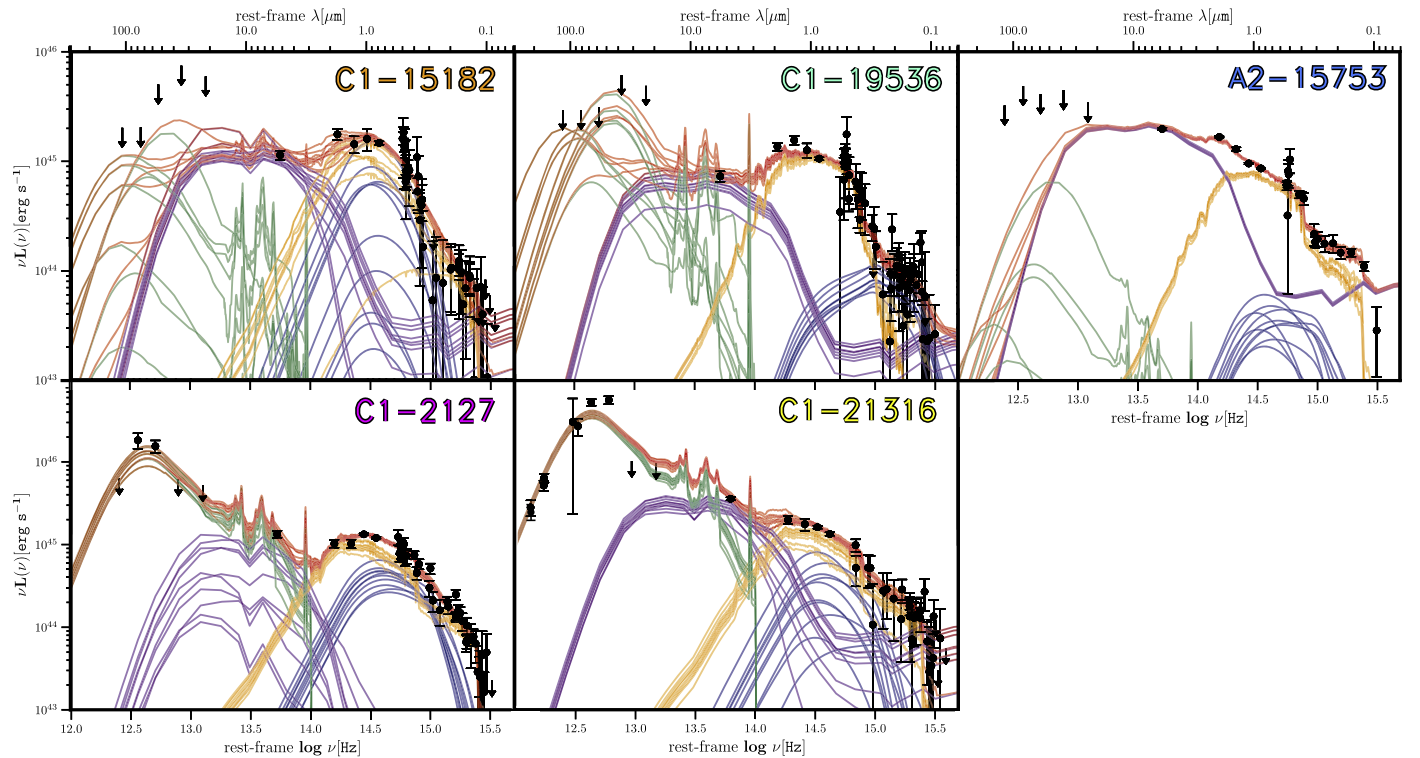 rest-frame λ[μm] rest-frame λ[μm] rest-frame λ[μm]
100.0 10.0 1.0 0.1 100.0 10.0 1.0 0.1 100.0 10.0 1.0 0.1
10^46
C1-15182 C1-19536 A2-15753
10^45
νL(ν)[erg s^-1]
10^44
10^43
12.5 13.0 13.5 14.0 14.5 15.0 15.5
rest-frame log ν[Hz]
C1-2127 C1-21316
10^46
νL(ν)[erg s^-1]
10^45
10^44
10^43
12.0 12.5 13.0 13.5 14.0 14.5 15.0 15.5 12.5 13.0 13.5 14.0 14.5 15.0 15.5
rest-frame log ν[Hz] rest-frame log ν[Hz]